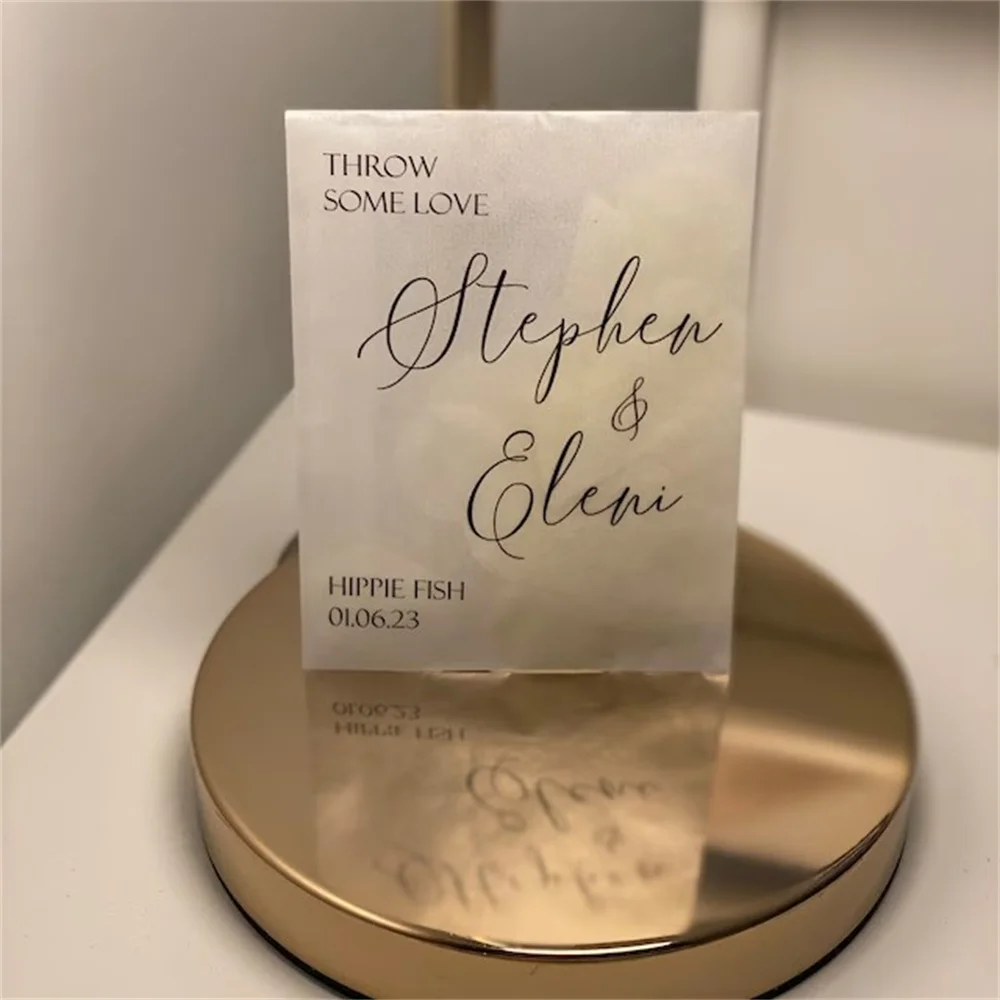 THROW
SOME LOVE
Stephen
&
Eleni
HIPPIE FISH
01.06.23